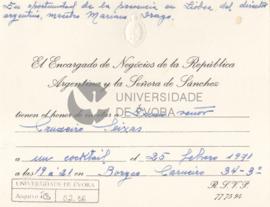 En oportunidad de la presencia en Lisboa del director
argentino, maestro Mariano Drago.
El Encargado de Negocios de la República
Argentina y la Señora de Sánchez
UNIVERSIDADE
DE ÉVORA
tienen el honor de invitar a
señor
Cruzeiro Seixas
a un cocktail el 25 febrero 1971
a las 19 a 21 en Borges Carneiro 34-3º
R.S.V.P.
777594
UNIVERSIDADE DE ÉVORA
Arquivo